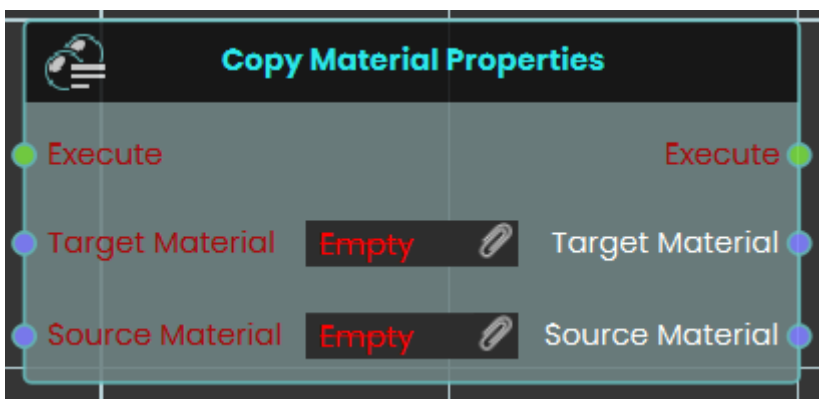 Copy Material Properties
Execute Execute
Target Material Empty Target Material
Source Material Empty Source Material